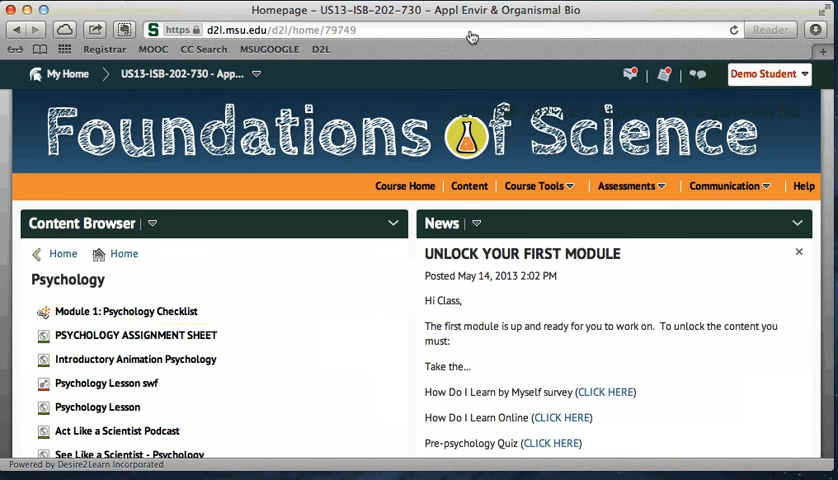 Homepage - US13-ISB-202-730 - Appl Envir & Organismal Bio
https d2l.msu.edu/d2l/home/79749 Reader
Registrar MOOC CC Search MSUGOOGLE D2L
My Home US13-ISB-202-730 - Ap... Demo Student
Foundations of Science
Course Home Content Course Tools Assessments Communication Help
Content Browser
Home Home
Psychology
Module 1: Psychology Checklist
PSYCHOLOGY ASSIGNMENT SHEET
Introductory Animation Psychology
Psychology Lesson swf
Psychology Lesson
Act Like a Scientist Podcast
See Like a Scientist - Psychology
News
UNLOCK YOUR FIRST MODULE
Posted May 14, 2013 2:02 PM
Hi Class,
The first module is up and ready for you to work on. To unlock the content you
must:
Take the...
How Do I Learn by Myself survey (CLICK HERE)
How Do I Learn Online (CLICK HERE)
Pre-psychology Quiz (CLICK HERE)
Powered by Desire2Learn Incorporated